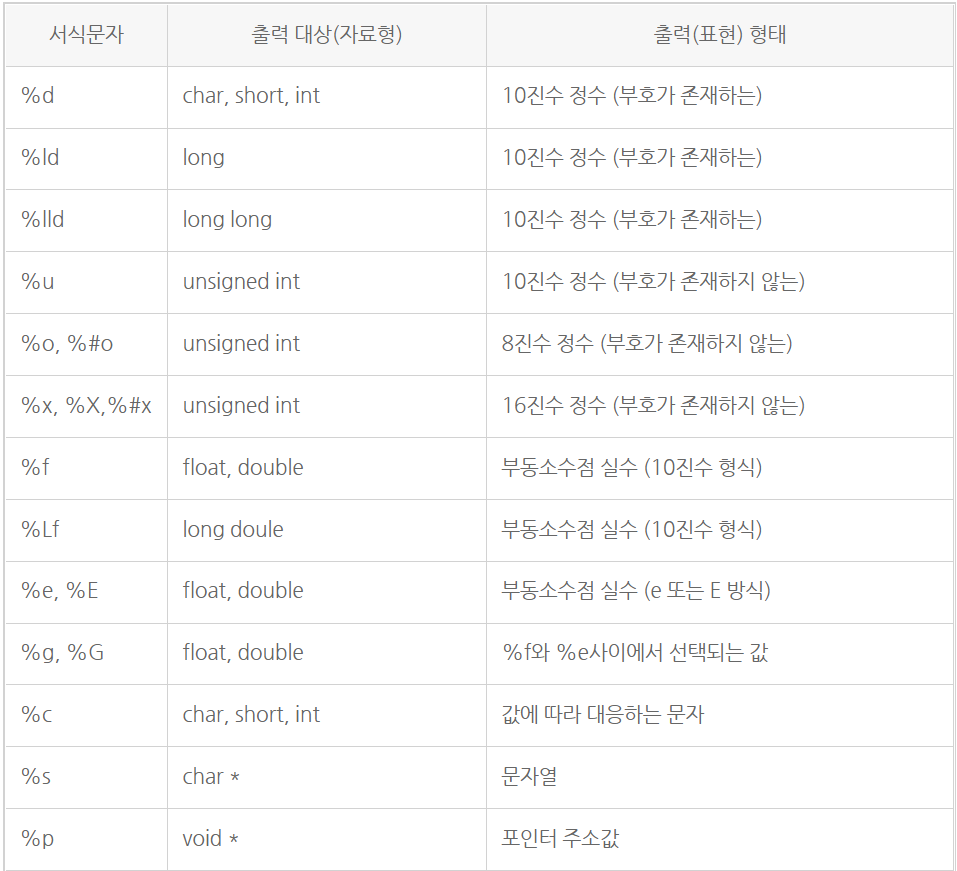 서식문자 출력 대상(자료형) 출력(표현) 형태
%d char, short, int 10진수 정수 (부호가 존재하는)
%ld long 10진수 정수 (부호가 존재하는)
%lld long long 10진수 정수 (부호가 존재하는)
%u unsigned int 10진수 정수 (부호가 존재하지 않는)
%o, %#o unsigned int 8진수 정수 (부호가 존재하지 않는)
%x, %X,%#x unsigned int 16진수 정수 (부호가 존재하지 않는)
%f float, double 부동소수점 실수 (10진수 형식)
%Lf long doule 부동소수점 실수 (10진수 형식)
%e, %E float, double 부동소수점 실수 (e 또는 E 방식)
%g, %G float, double %f와 %e사이에서 선택되는 값
%c char, short, int 값에 따라 대응하는 문자
%s char * 문자열
%p void * 포인터 주소값